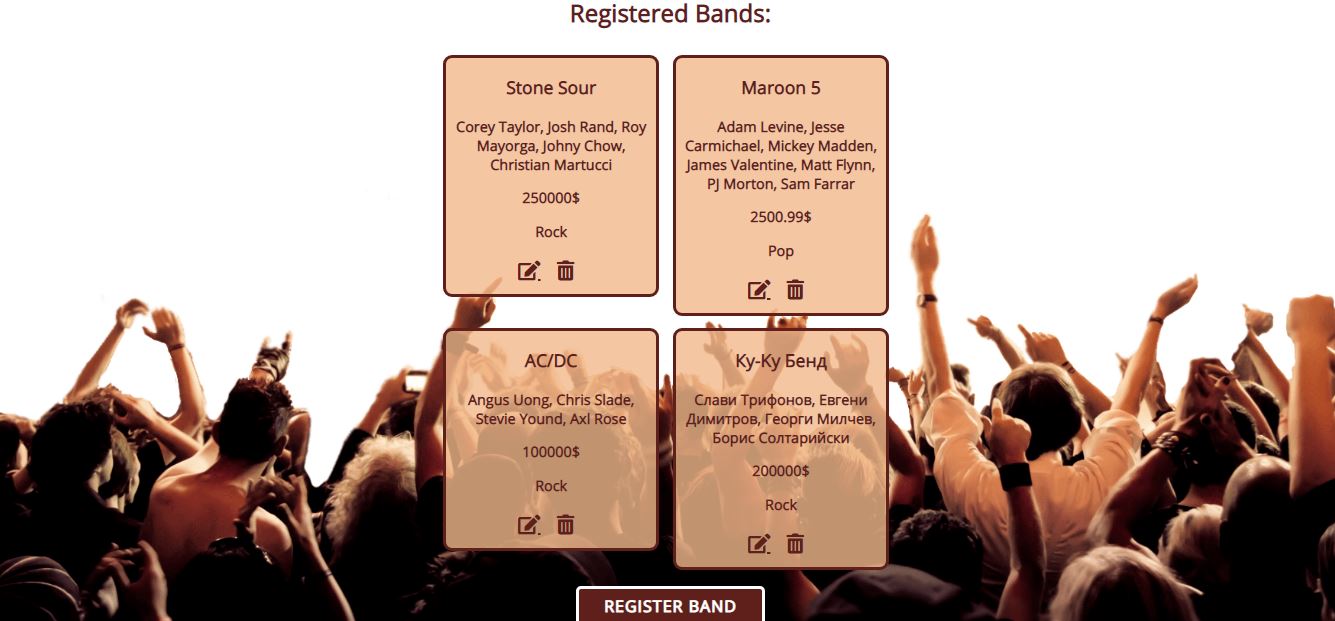 Registered Bands:
Stone Sour
Corey Taylor, Josh Rand, Roy
Mayorga, Johny Chow,
Christian Martucci
250000$
Rock
Maroon 5
Adam Levine, Jesse
Carmichael, Mickey Madden,
James Valentine, Matt Flynn,
PJ Morton, Sam Farrar
2500.99$
Pop
AC/DC
Angus Uong, Chris Slade,
Stevie Yound, Axl Rose
100000$
Rock
Ку-Ку Бенд
Слави Трифонов, Евгени
Димитров, Георги Милчев,
Борис Солтарийски
200000$
Rock
REGISTER BAND